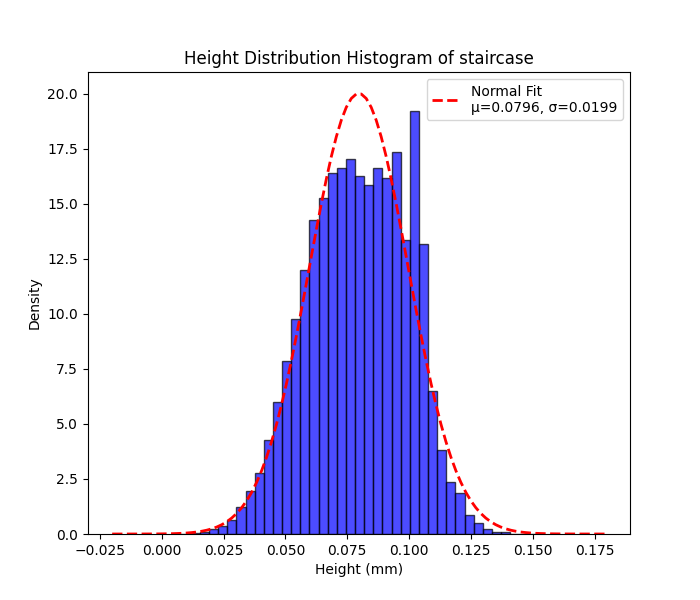 Height Distribution Histogram of staircase
Normal Fit
μ=0.0796, σ=0.0199
20.0
17.5
15.0
12.5
10.0
7.5
5.0
2.5
0.0
Density
−0.025 0.000 0.025 0.050 0.075 0.100 0.125 0.150 0.175
Height (mm)